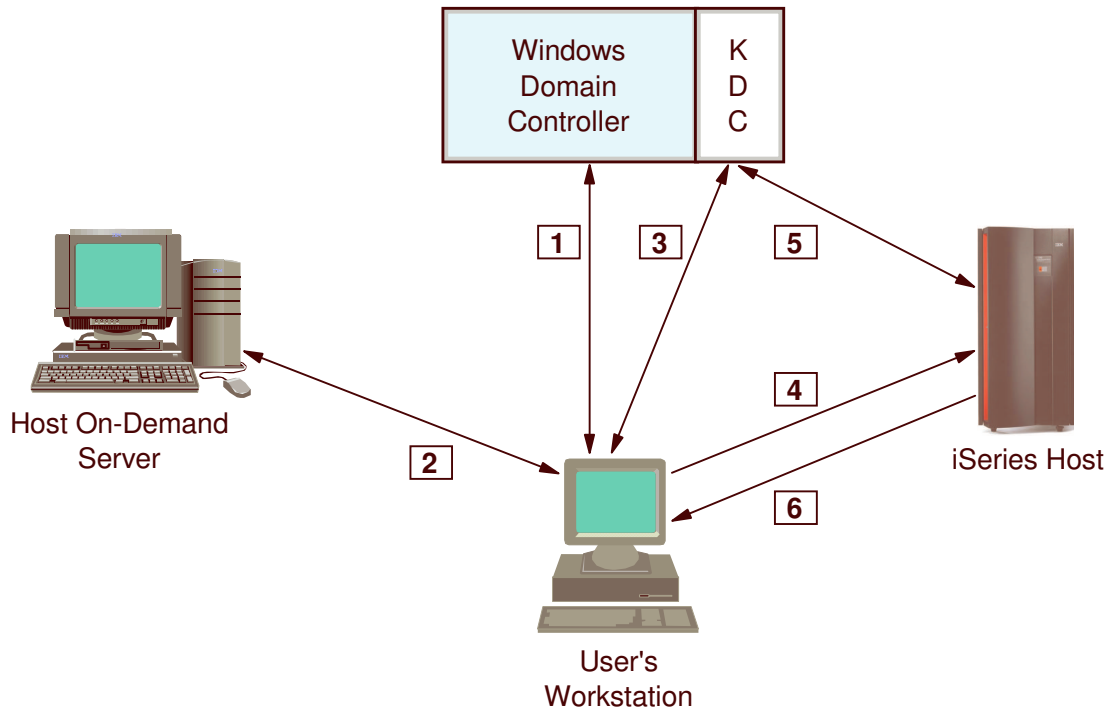 Windows
Domain
Controller
K
D
C
1
3
5
Host On-Demand
Server
2
4
6
iSeries Host
User's
Workstation